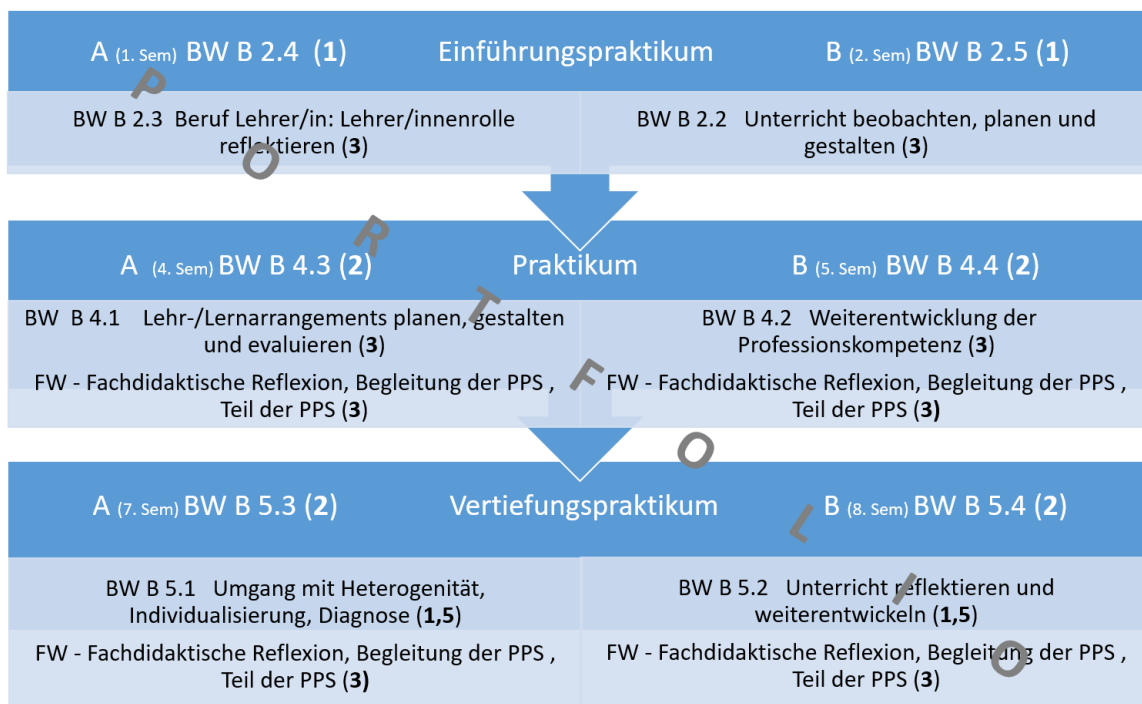 A (1. Sem) BW B 2.4 (1) Einführungspraktikum B (2. Sem) BW B 2.5 (1)
BW B 2.3 Beruf Lehrer/in: Lehrer/innenrolle
reflektieren (3)
BW B 2.2 Unterricht beobachten, planen und
gestalten (3)
A (4. Sem) BW B 4.3 (2) Praktikum B (5. Sem) BW B 4.4 (2)
BW B 4.1 Lehr-/Lernarrangements planen, gestalten
und evaluieren (3)
FW - Fachdidaktische Reflexion, Begleitung der PPS ,
Teil der PPS (3)
BW B 4.2 Weiterentwicklung der
Professionskompetenz (3)
FW - Fachdidaktische Reflexion, Begleitung der PPS ,
Teil der PPS (3)
A (7. Sem) BW B 5.3 (2) Vertiefungspraktikum B (8. Sem) BW B 5.4 (2)
BW B 5.1 Umgang mit Heterogenität,
Individualisierung, Diagnose (1,5)
FW - Fachdidaktische Reflexion, Begleitung der PPS ,
Teil der PPS (3)
BW B 5.2 Unterricht reflektieren und
weiterentwickeln (1,5)
FW - Fachdidaktische Reflexion, Begleitung der PPS ,
Teil der PPS (3)
PORTFOLIO